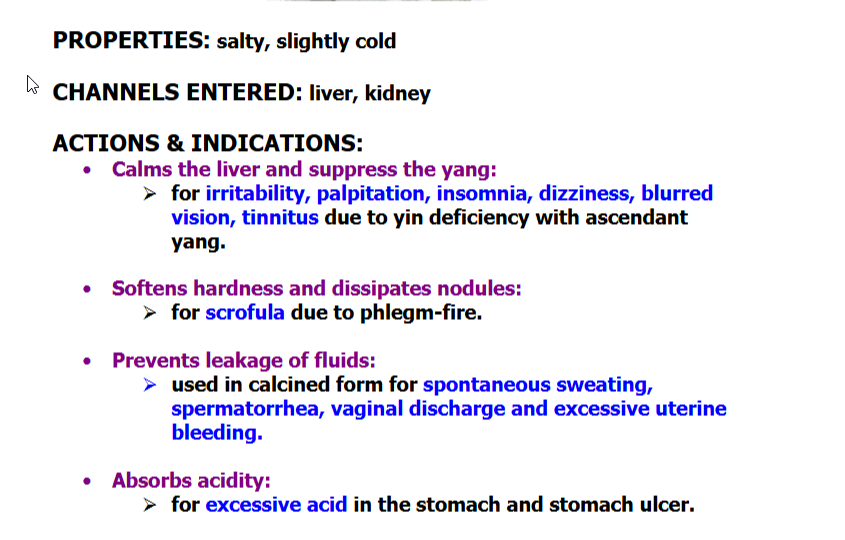 PROPERTIES: salty, slightly cold
CHANNELS ENTERED: liver, kidney
ACTIONS & INDICATIONS:
• Calms the liver and suppress the yang:
➢ for irritability, palpitation, insomnia, dizziness, blurred
vision, tinnitus due to yin deficiency with ascendant
yang.
• Softens hardness and dissipates nodules:
➢ for scrofula due to phlegm-fire.
• Prevents leakage of fluids:
➢ used in calcined form for spontaneous sweating,
spermatorrhea, vaginal discharge and excessive uterine
bleeding.
• Absorbs acidity:
➢ for excessive acid in the stomach and stomach ulcer.